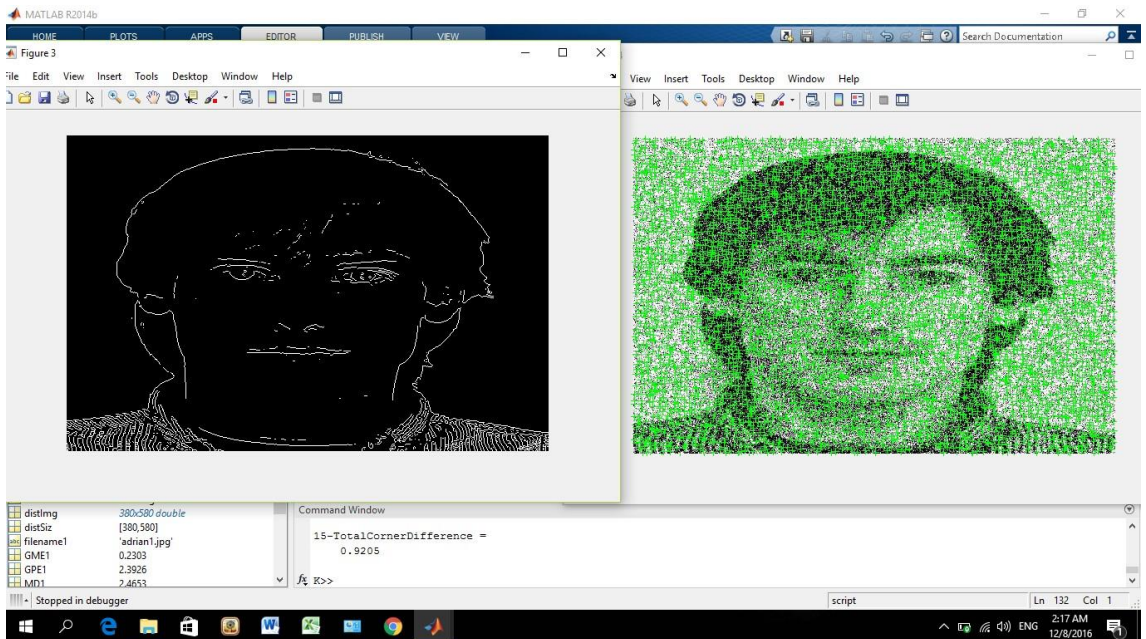 MATLAB R2014b
HOME PLOTS APPS EDITOR PUBLISH VIEW
Search Documentation
Figure 3
File Edit View Insert Tools Desktop Window Help
View Insert Tools Desktop Window Help
distImg 380x580 double
distSiz [380,580]
filename1 'adrian1.jpg'
GME1 0.2303
GPE1 2.3926
MD1 2.4653
Command Window
15-TotalCornerDifference =
0.9205
fx K>>
Stopped in debugger
script
Ln 132 Col 1
ENG
2:17 AM
12/8/2016